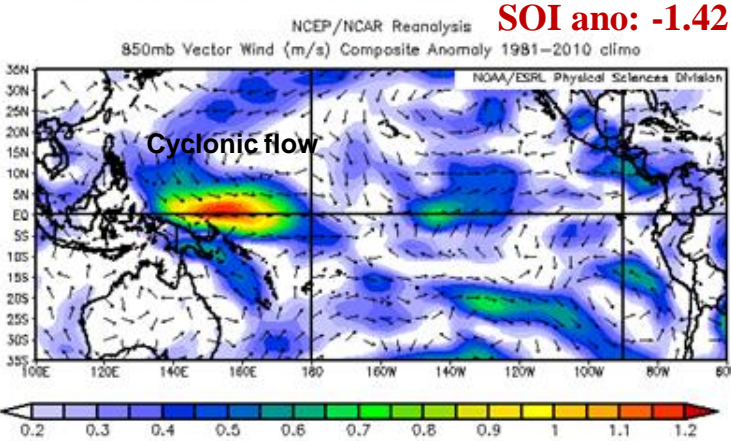 SOI ano: -1.42
NCEP/NCAR Reanalysis
850mb Vector Wind (m/s) Composite Anomaly 1981-2010 climo
NOAA/ESRL Physical Sciences Division
Cyclonic flow
35N
30N
25N
20N
15N
10N
5N
EQ
5S
10S
15S
20S
25S
30S
35S
100E 120E 140E 160E 180 160W 140W 120W 100W 80W 60W
0.2 0.3 0.4 0.5 0.6 0.7 0.8 0.9 1 1.1 1.2